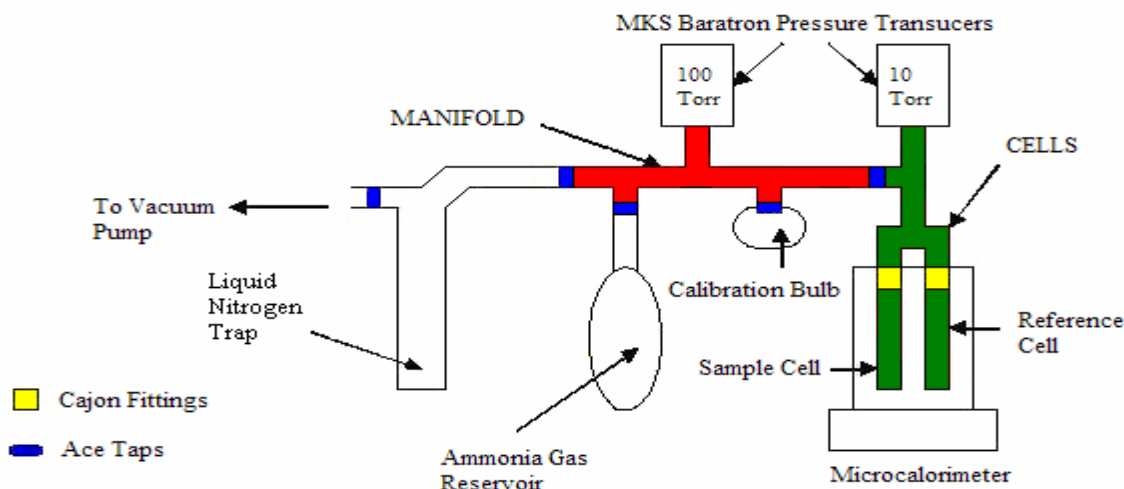 MKS Baratron Pressure Transucers
100
Torr
10
Torr
MANIFOLD
CELLS
To Vacuum
Pump
Liquid
Nitrogen
Trap
Calibration Bulb
Reference
Cell
Sample Cell
Cajon Fittings
Ace Taps
Ammonia Gas
Reservoir
Microcalorimeter